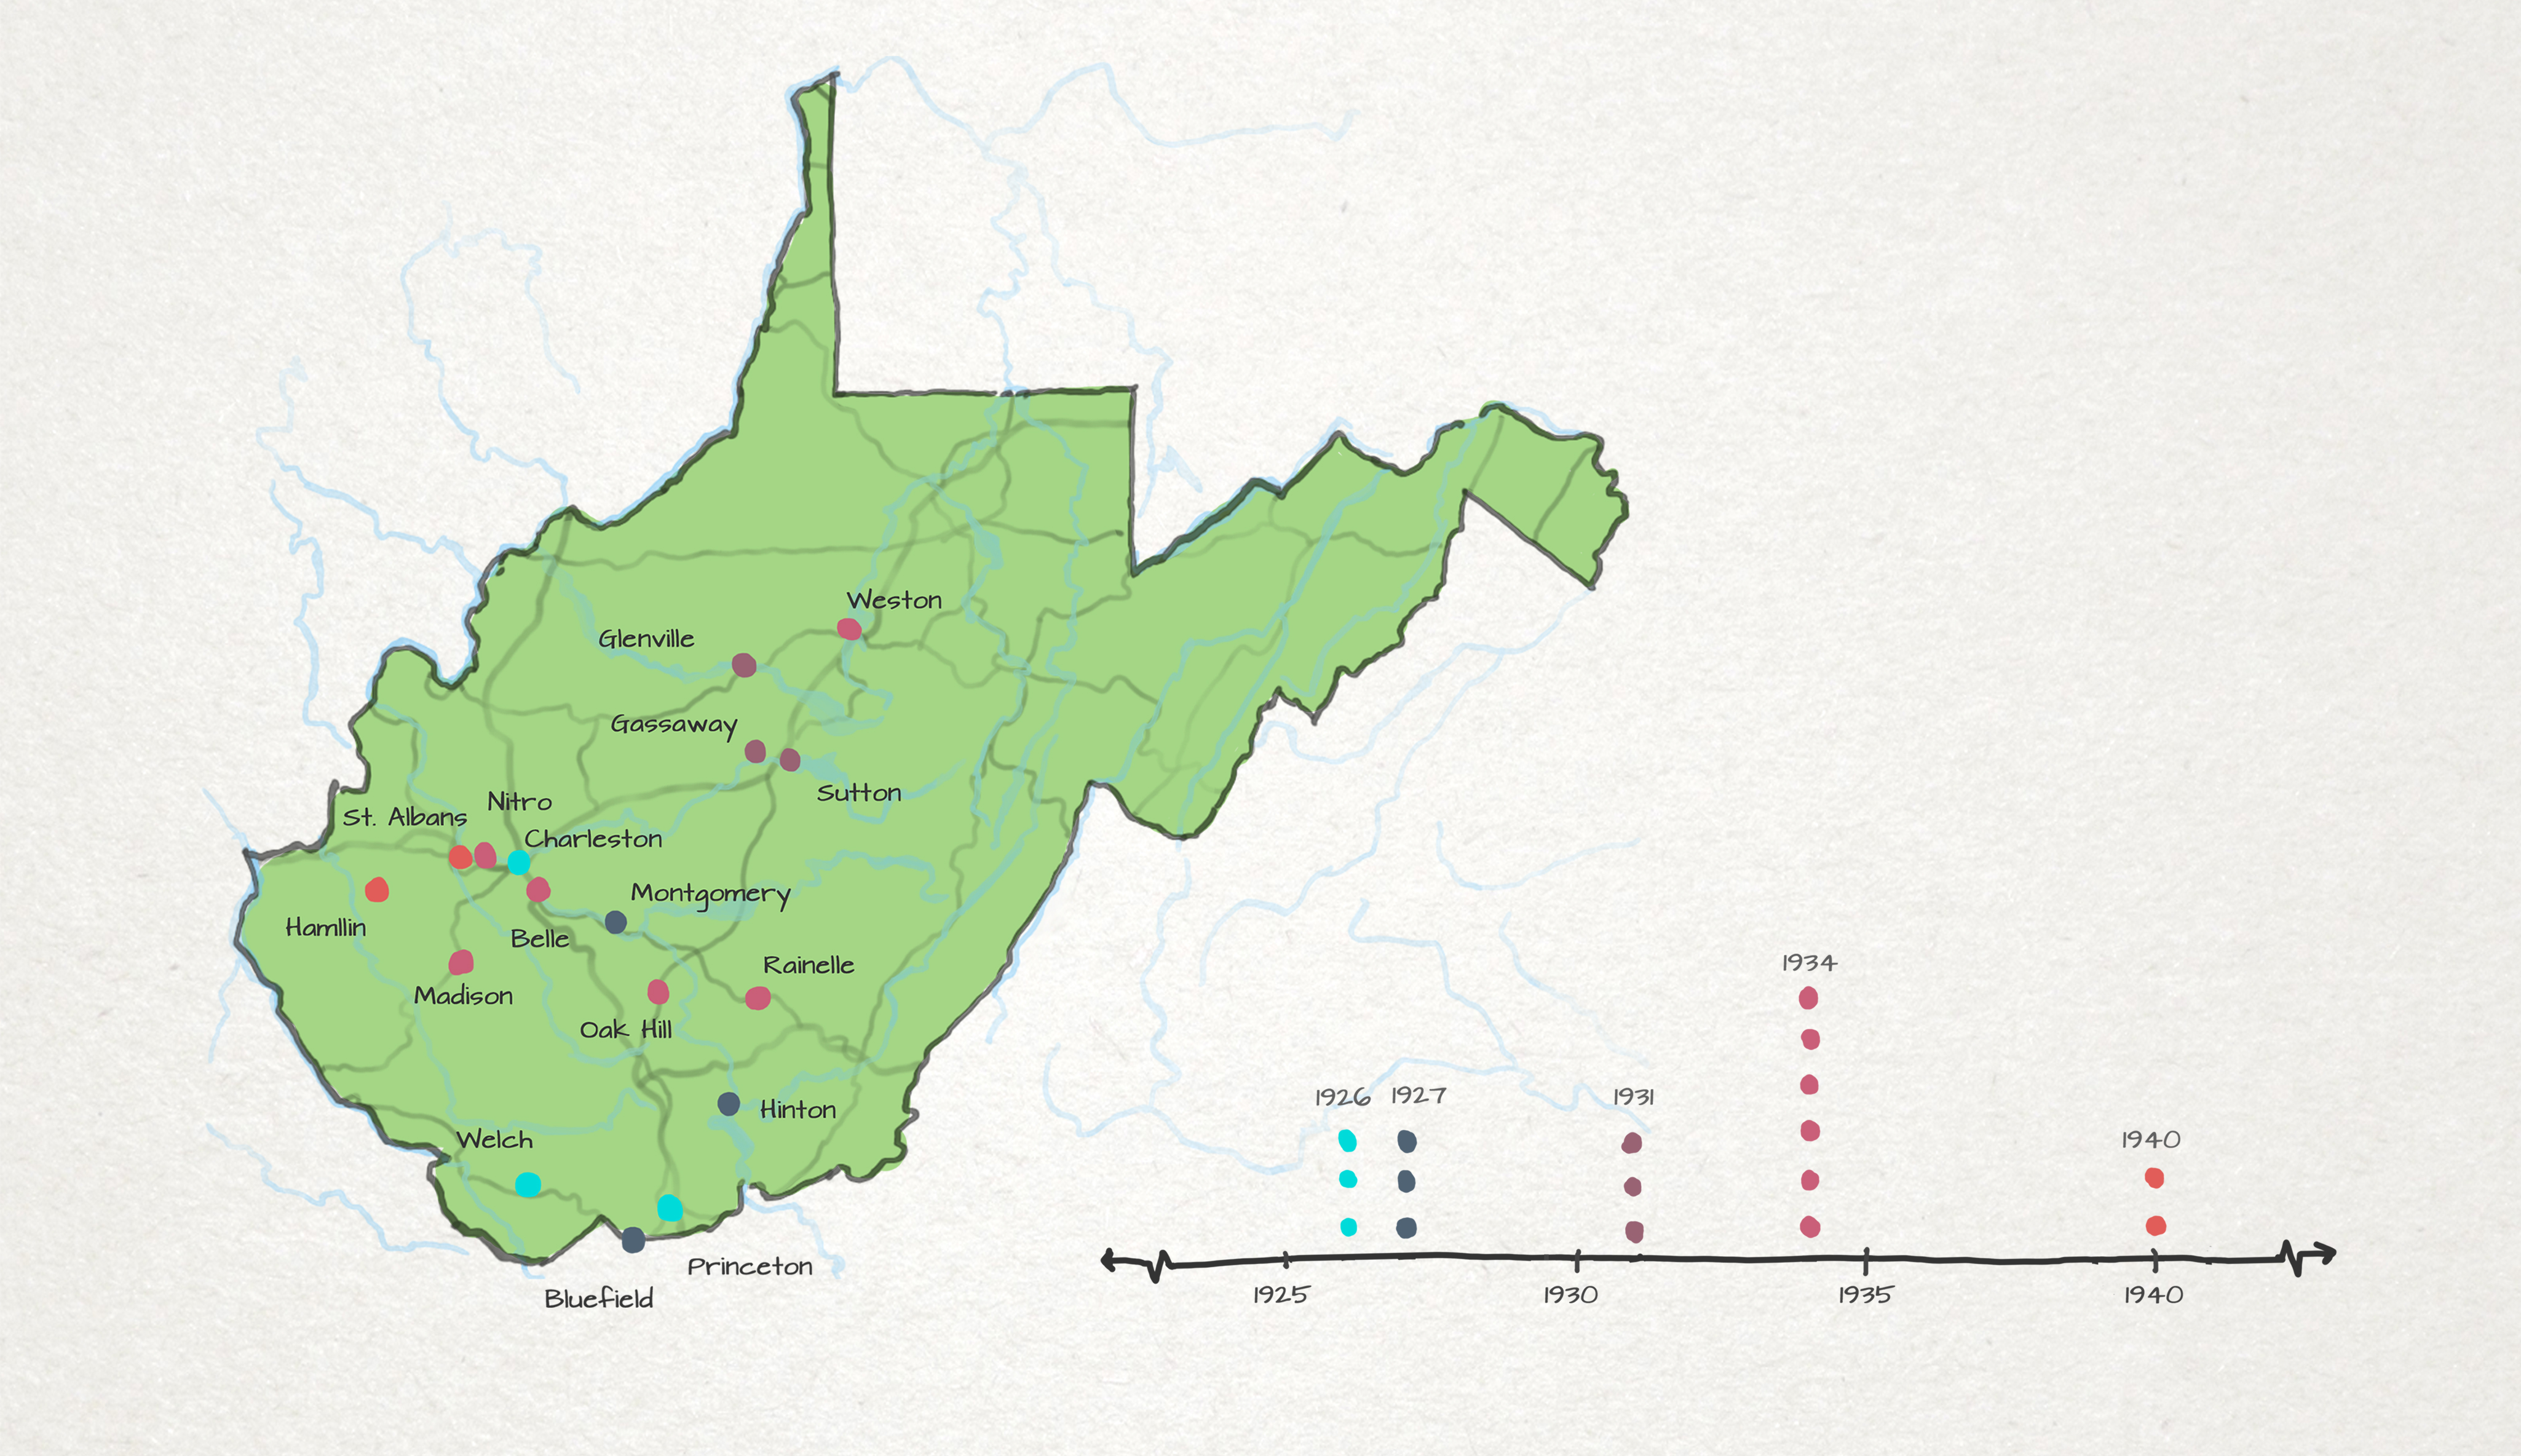 Weston
Glenville
Gassaway
Sutton
Nitro
St. Albans
Charleston
Montgomery
Hamllin
Belle
Rainelle
Madison
Oak Hill
Hinton
Welch
Princeton
Bluefield
1934
1926
1927
1931
1940
1925
1930
1935
1940